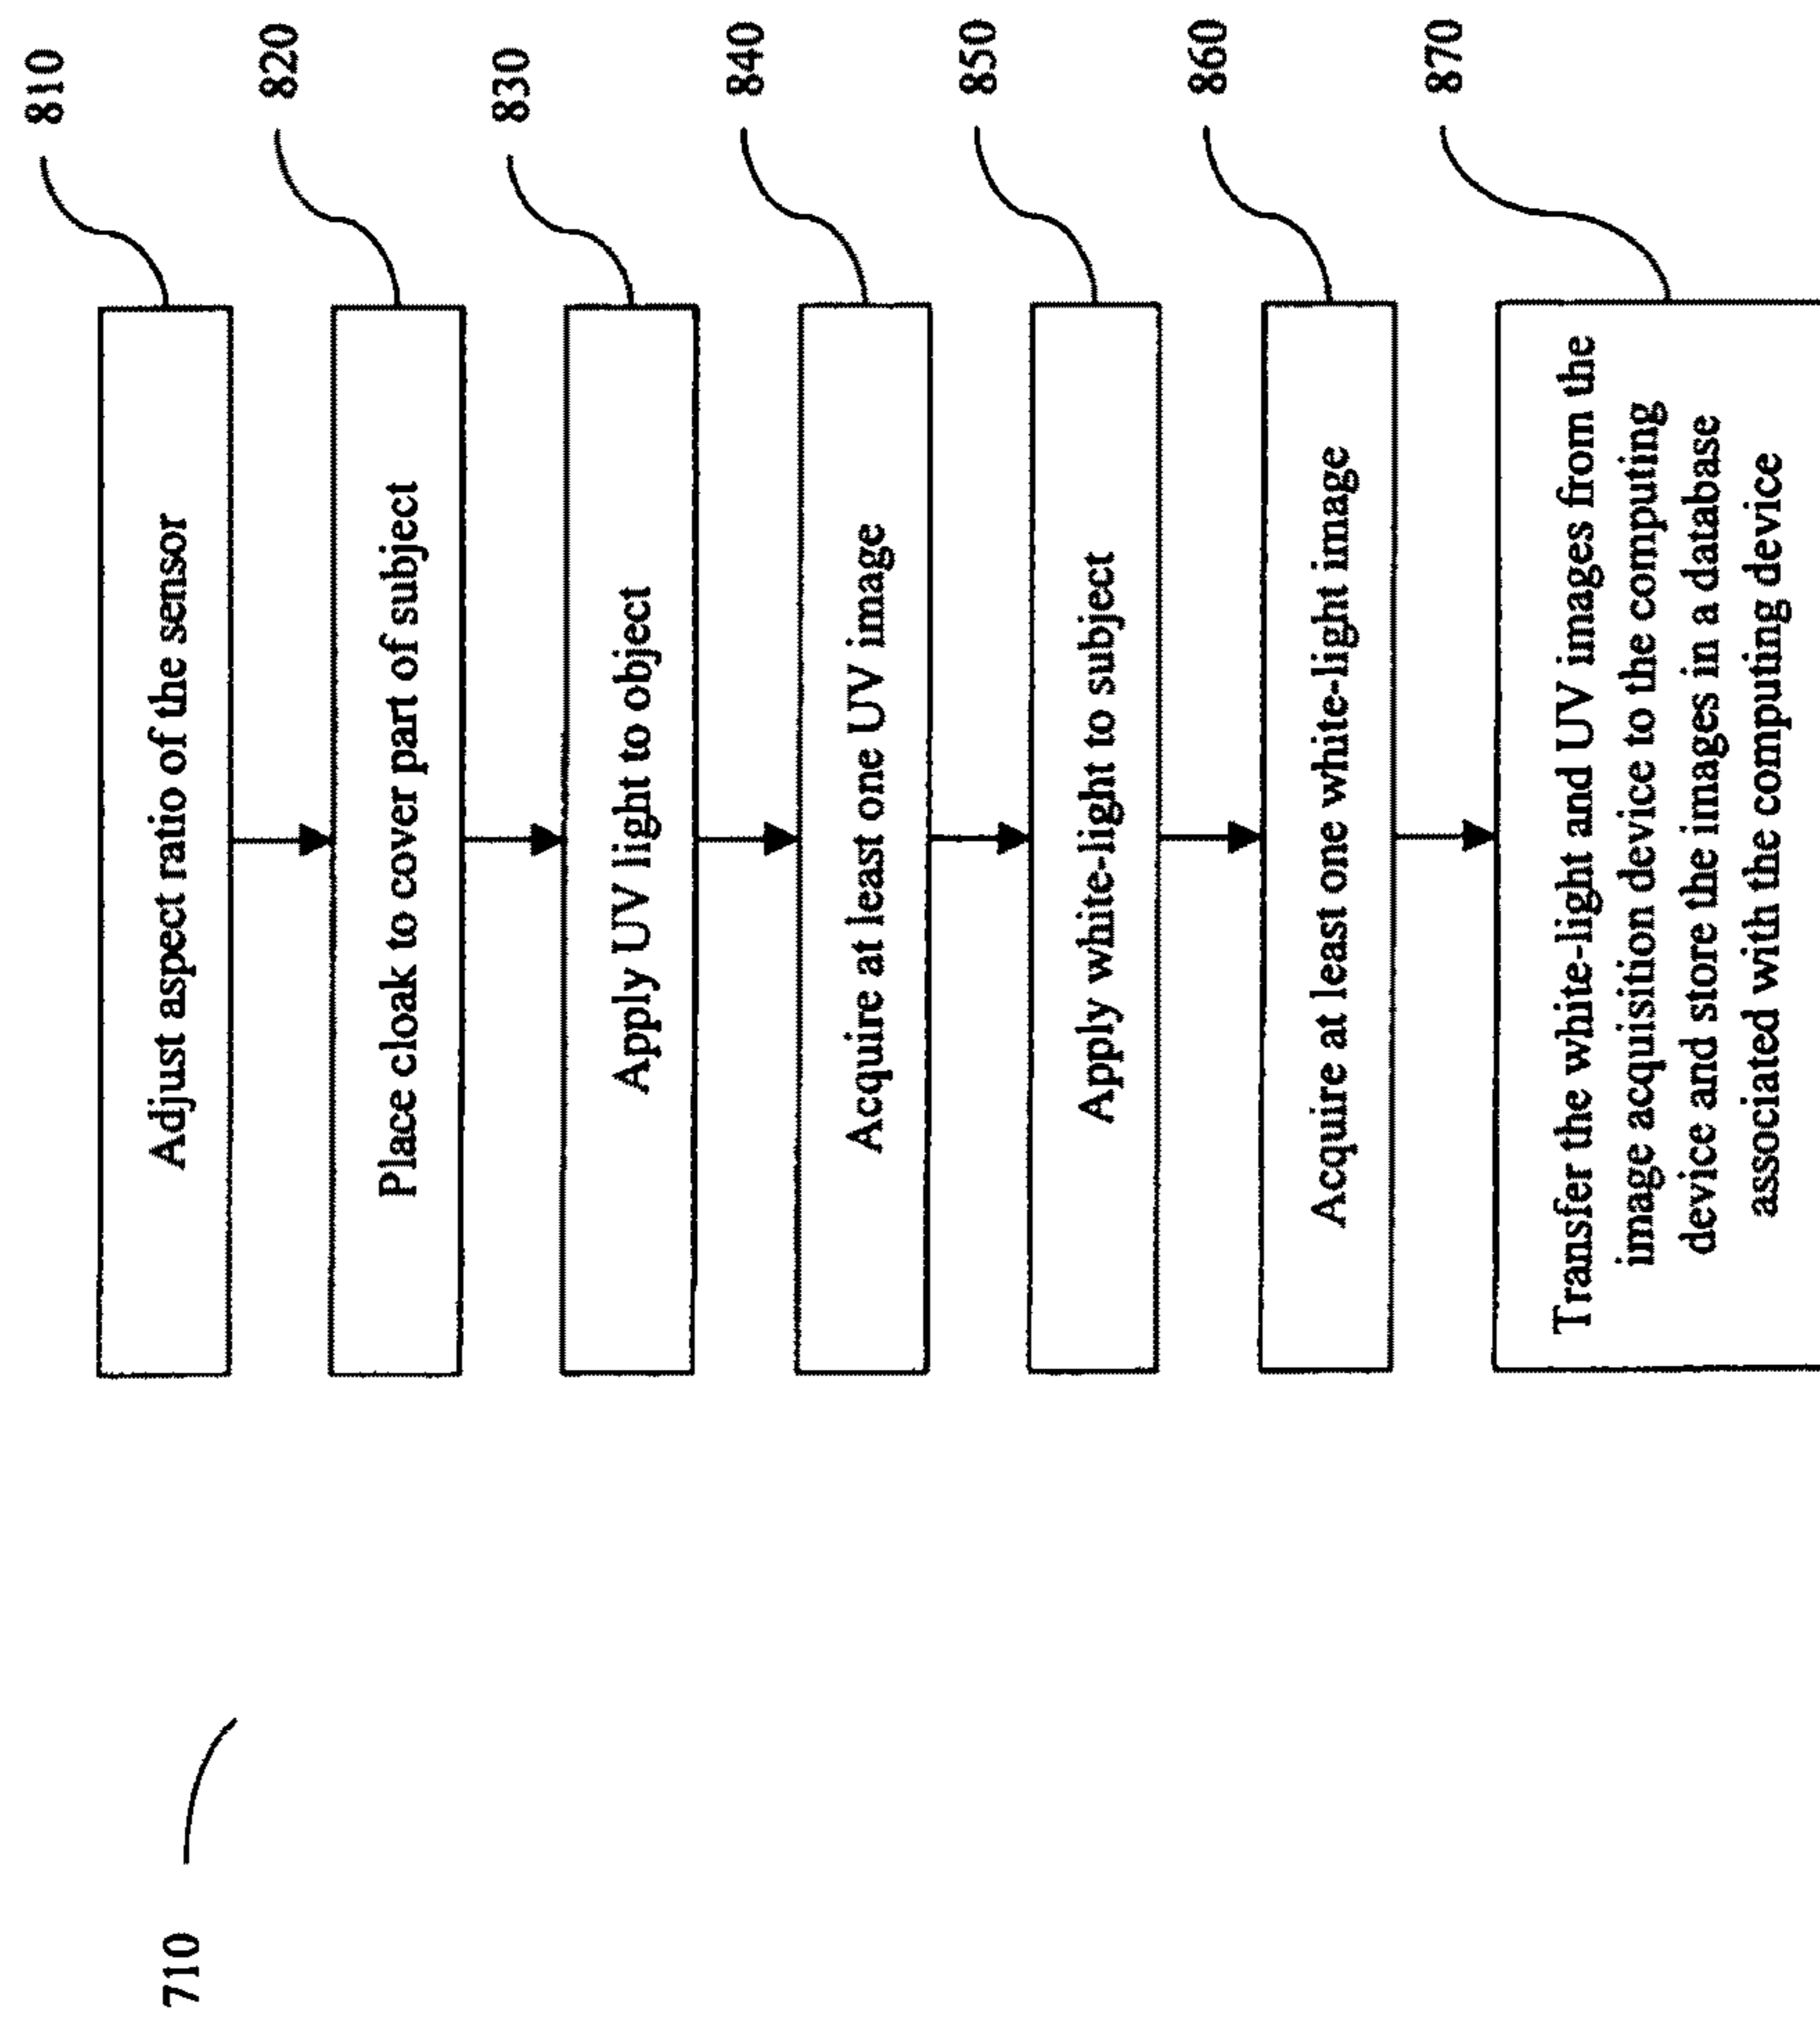 710
Adjust aspect ratio of the sensor
810
Place cloak to cover part of subject
820
Apply UV light to object
830
Acquire at least one UV image
840
Apply white-light to subject
850
Acquire at least one white-light image
860
Transfer the white-light and UV images from the
image acquisition device to the computing
device and store the images in a database
associated with the computing device
870